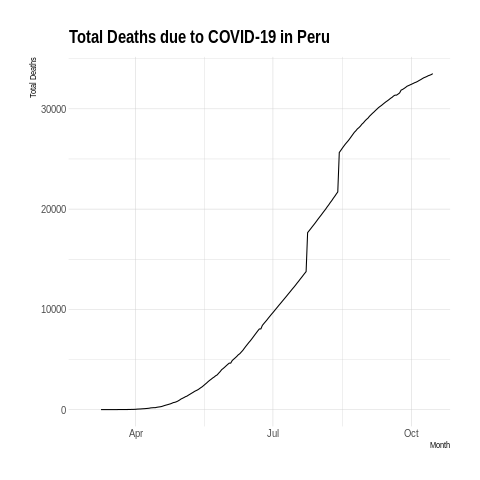 Total Deaths due to COVID-19 in Peru
Total Deaths
30000
20000
10000
0
Apr Jul Oct
Month